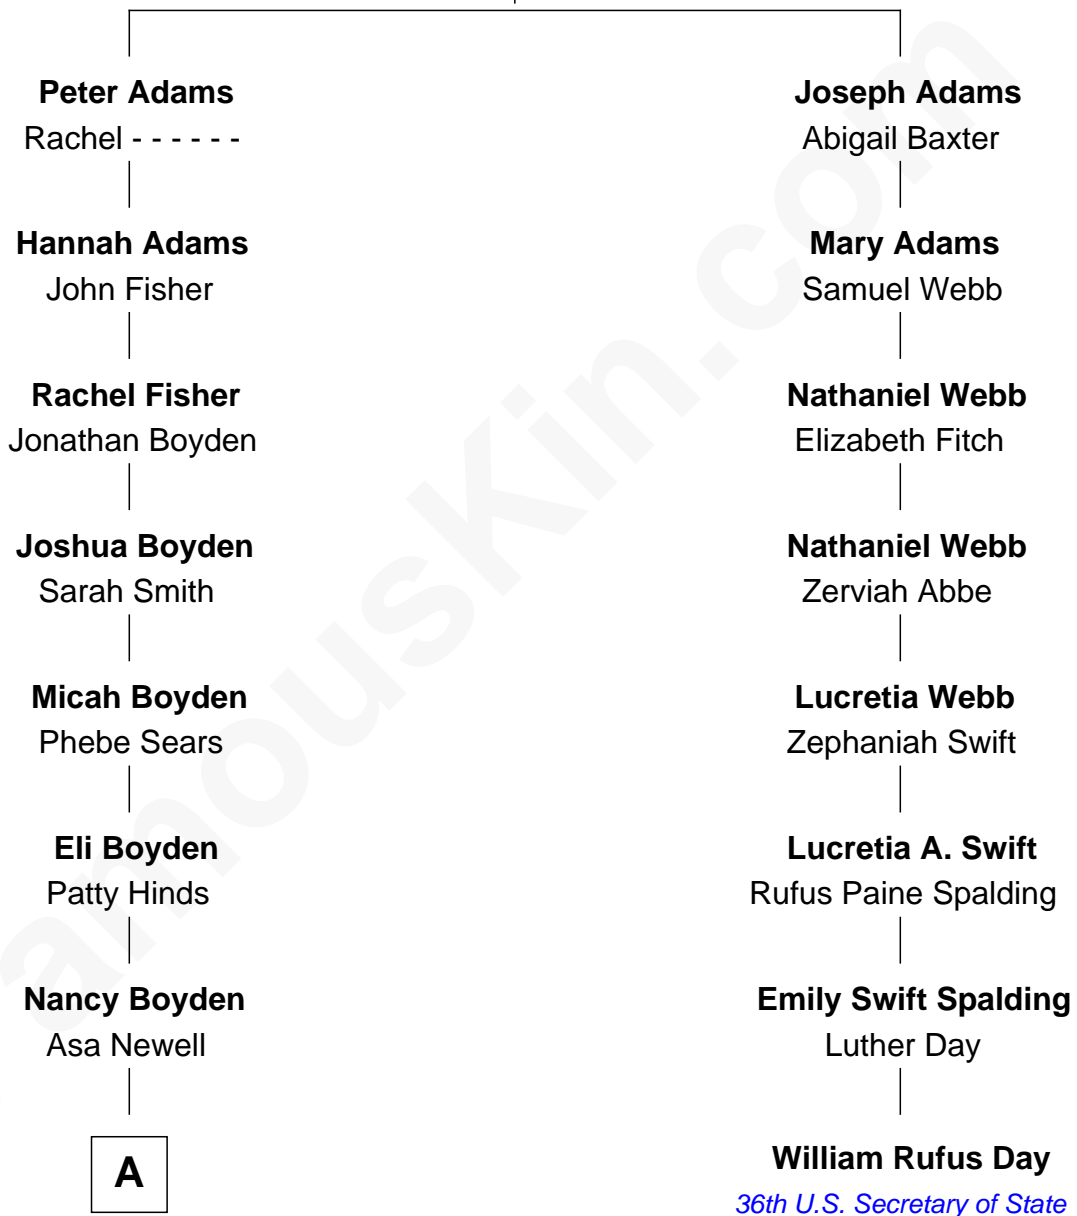 Peter Adams
Rachel - - - - - -
Joseph Adams
Abigail Baxter
Hannah Adams
John Fisher
Mary Adams
Samuel Webb
Rachel Fisher
Jonathan Boyden
Nathaniel Webb
Elizabeth Fitch
Joshua Boyden
Sarah Smith
Nathaniel Webb
Zerviah Abbe
Micah Boyden
Phebe Sears
Lucretia Webb
Zephaniah Swift
Eli Boyden
Patty Hinds
Lucretia A. Swift
Rufus Paine Spalding
Nancy Boyden
Asa Newell
Emily Swift Spalding
Luther Day
A
William Rufus Day
36th U.S. Secretary of State
amouskin.com